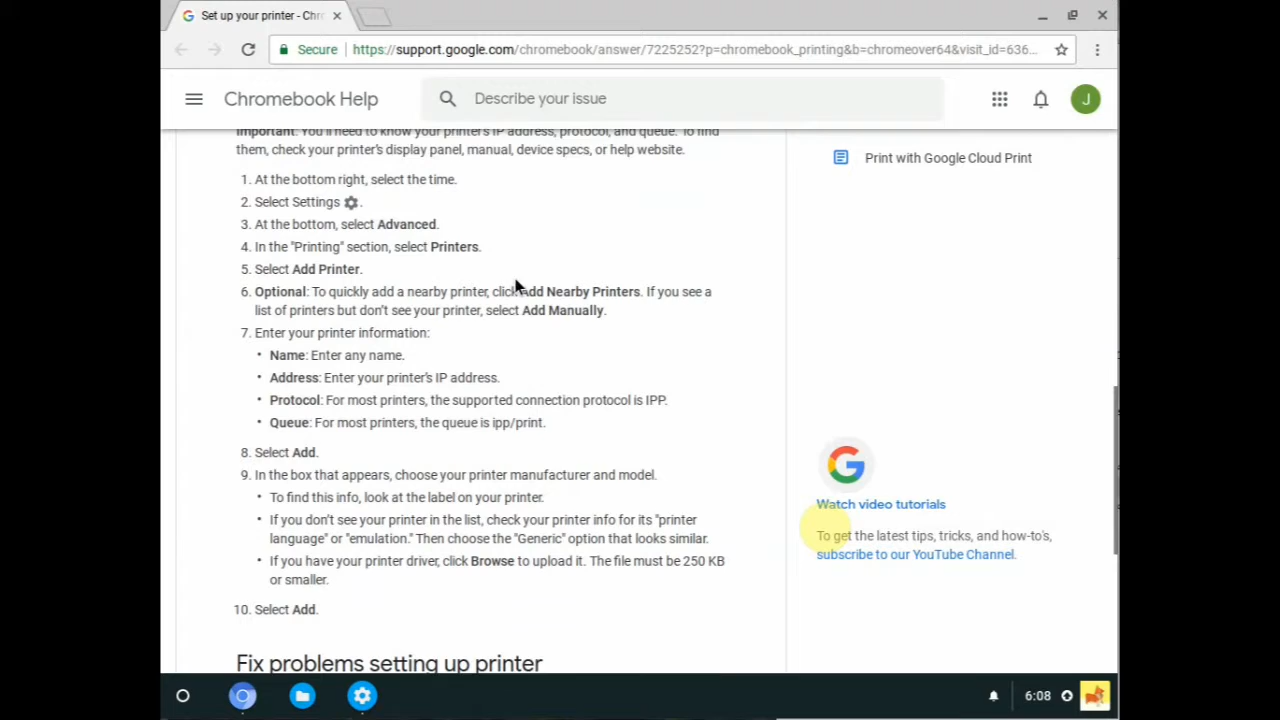 Set up your printer - Chr
Secure
https://support.google.com/chromebook/answer/7225252?p=chromebook_printing&b=chromeover64&visit_id=636...
Chromebook Help
Describe your issue
J
Important: You'll need to know your printer's IP address, protocol, and queue. To find
them, check your printer's display panel, manual, device specs, or help website.
1. At the bottom right, select the time.
2. Select Settings .
3. At the bottom, select Advanced.
4. In the "Printing" section, select Printers.
5. Select Add Printer.
6. Optional: To quickly add a nearby printer, click Add Nearby Printers. If you see a
list of printers but don't see your printer, select Add Manually.
7. Enter your printer information:
• Name: Enter any name.
• Address: Enter your printer's IP address.
• Protocol: For most printers, the supported connection protocol is IPP.
• Queue: For most printers, the queue is ipp/print.
8. Select Add.
9. In the box that appears, choose your printer manufacturer and model.
• To find this info, look at the label on your printer.
• If you don't see your printer in the list, check your printer info for its "printer
language" or "emulation." Then choose the "Generic" option that looks similar.
• If you have your printer driver, click Browse to upload it. The file must be 250 KB
or smaller.
10. Select Add.
Fix problems setting up printer
Print with Google Cloud Print
Watch video tutorials
To get the latest tips, tricks, and how-to's,
subscribe to our YouTube Channel.
6:08